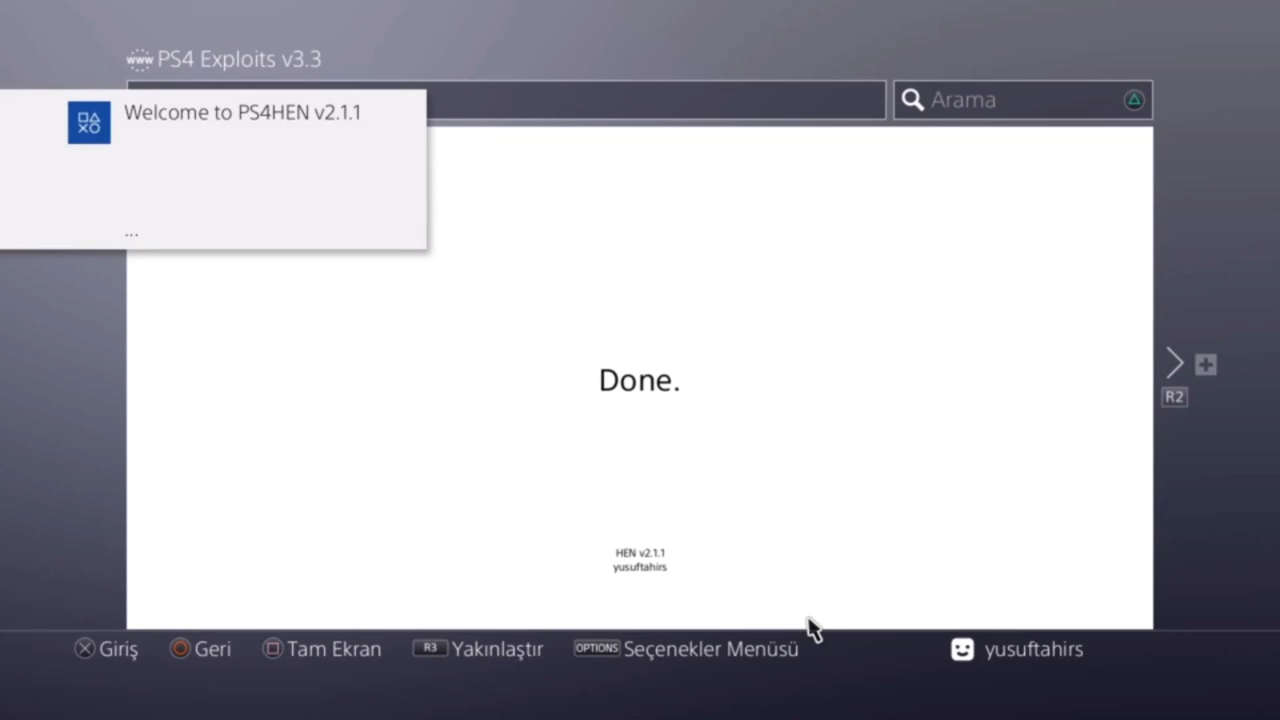 www PS4 Exploits v3.3
Welcome to PS4HEN v2.1.1
...
Arama
Done.
R2
HEN v2.1.1
yusuftahirs
Giriş Geri Tam Ekran R3 Yakınlaştır OPTIONS Seçenekler Menüsü yusuftahirs